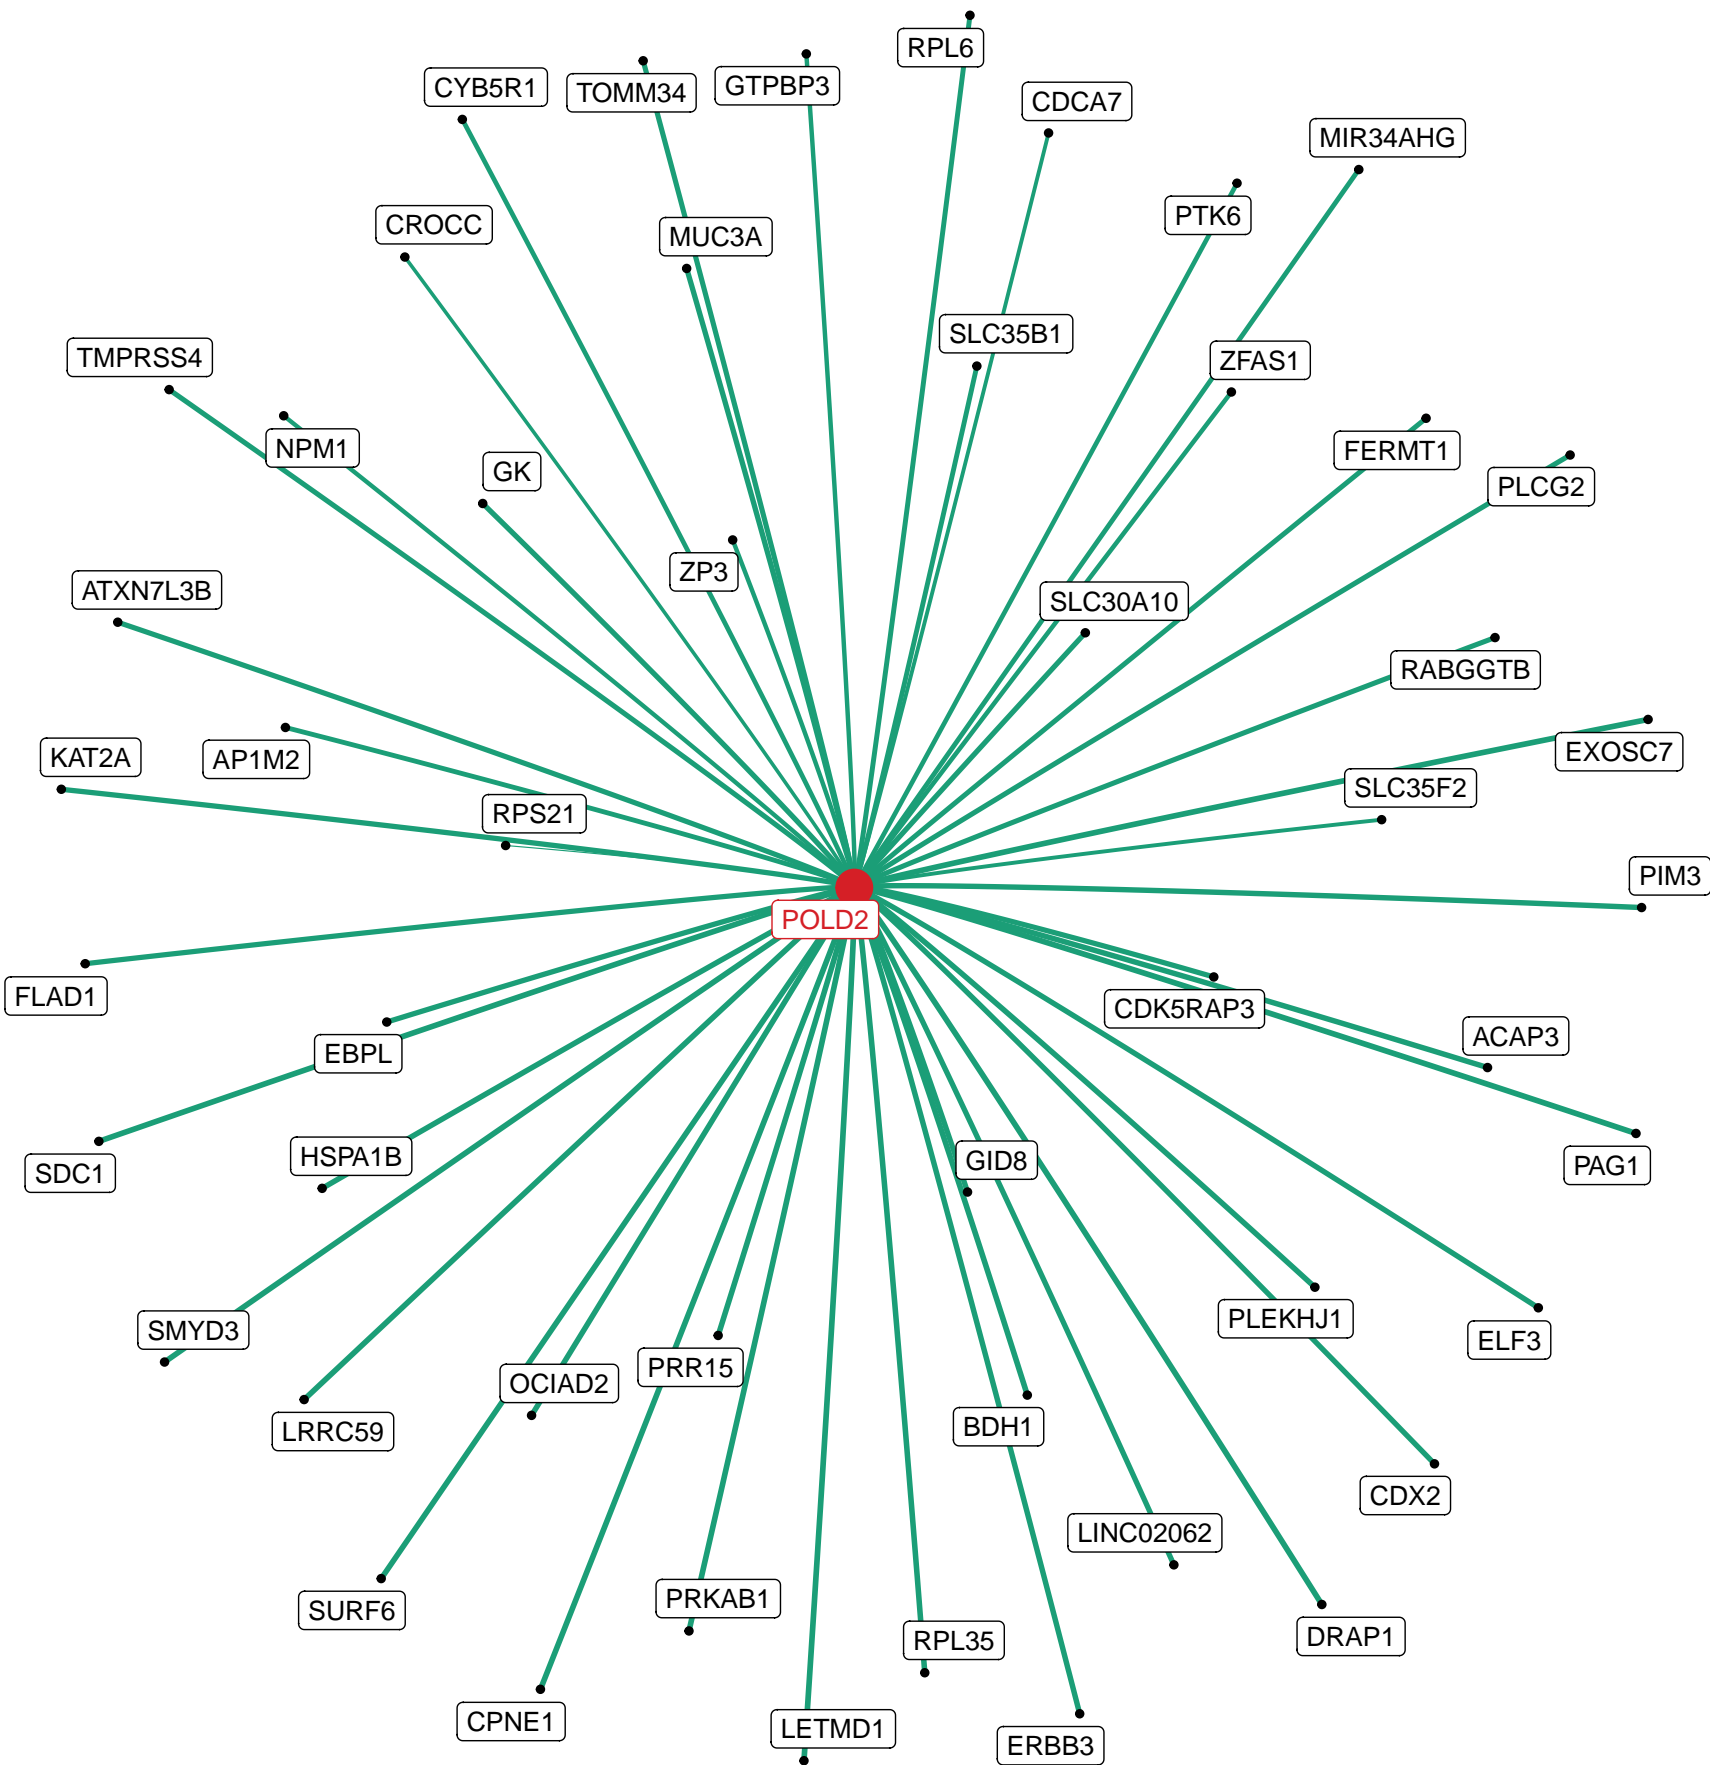 RPL6
CYB5R1
TOMM34
GTPBP3
CDCA7
MIR34AHG
CROCC
MUC3A
PTK6
SLC35B1
TMPRSS4
ZFAS1
NPM1
GK
FERMT1
PLCG2
ZP3
ATXN7L3B
SLC30A10
RABGGTB
KAT2A
AP1M2
EXOSC7
SLC35F2
RPS21
PIM3
POLD2
FLAD1
CDK5RAP3
ACAP3
EBPL
HSPA1B
GID8
SDC1
PAG1
SMYD3
PLEKHJ1
ELF3
PRR15
OCIAD2
LRRC59
BDH1
CDX2
LINC02062
SURF6
PRKAB1
RPL35
DRAP1
CPNE1
LETMD1
ERBB3